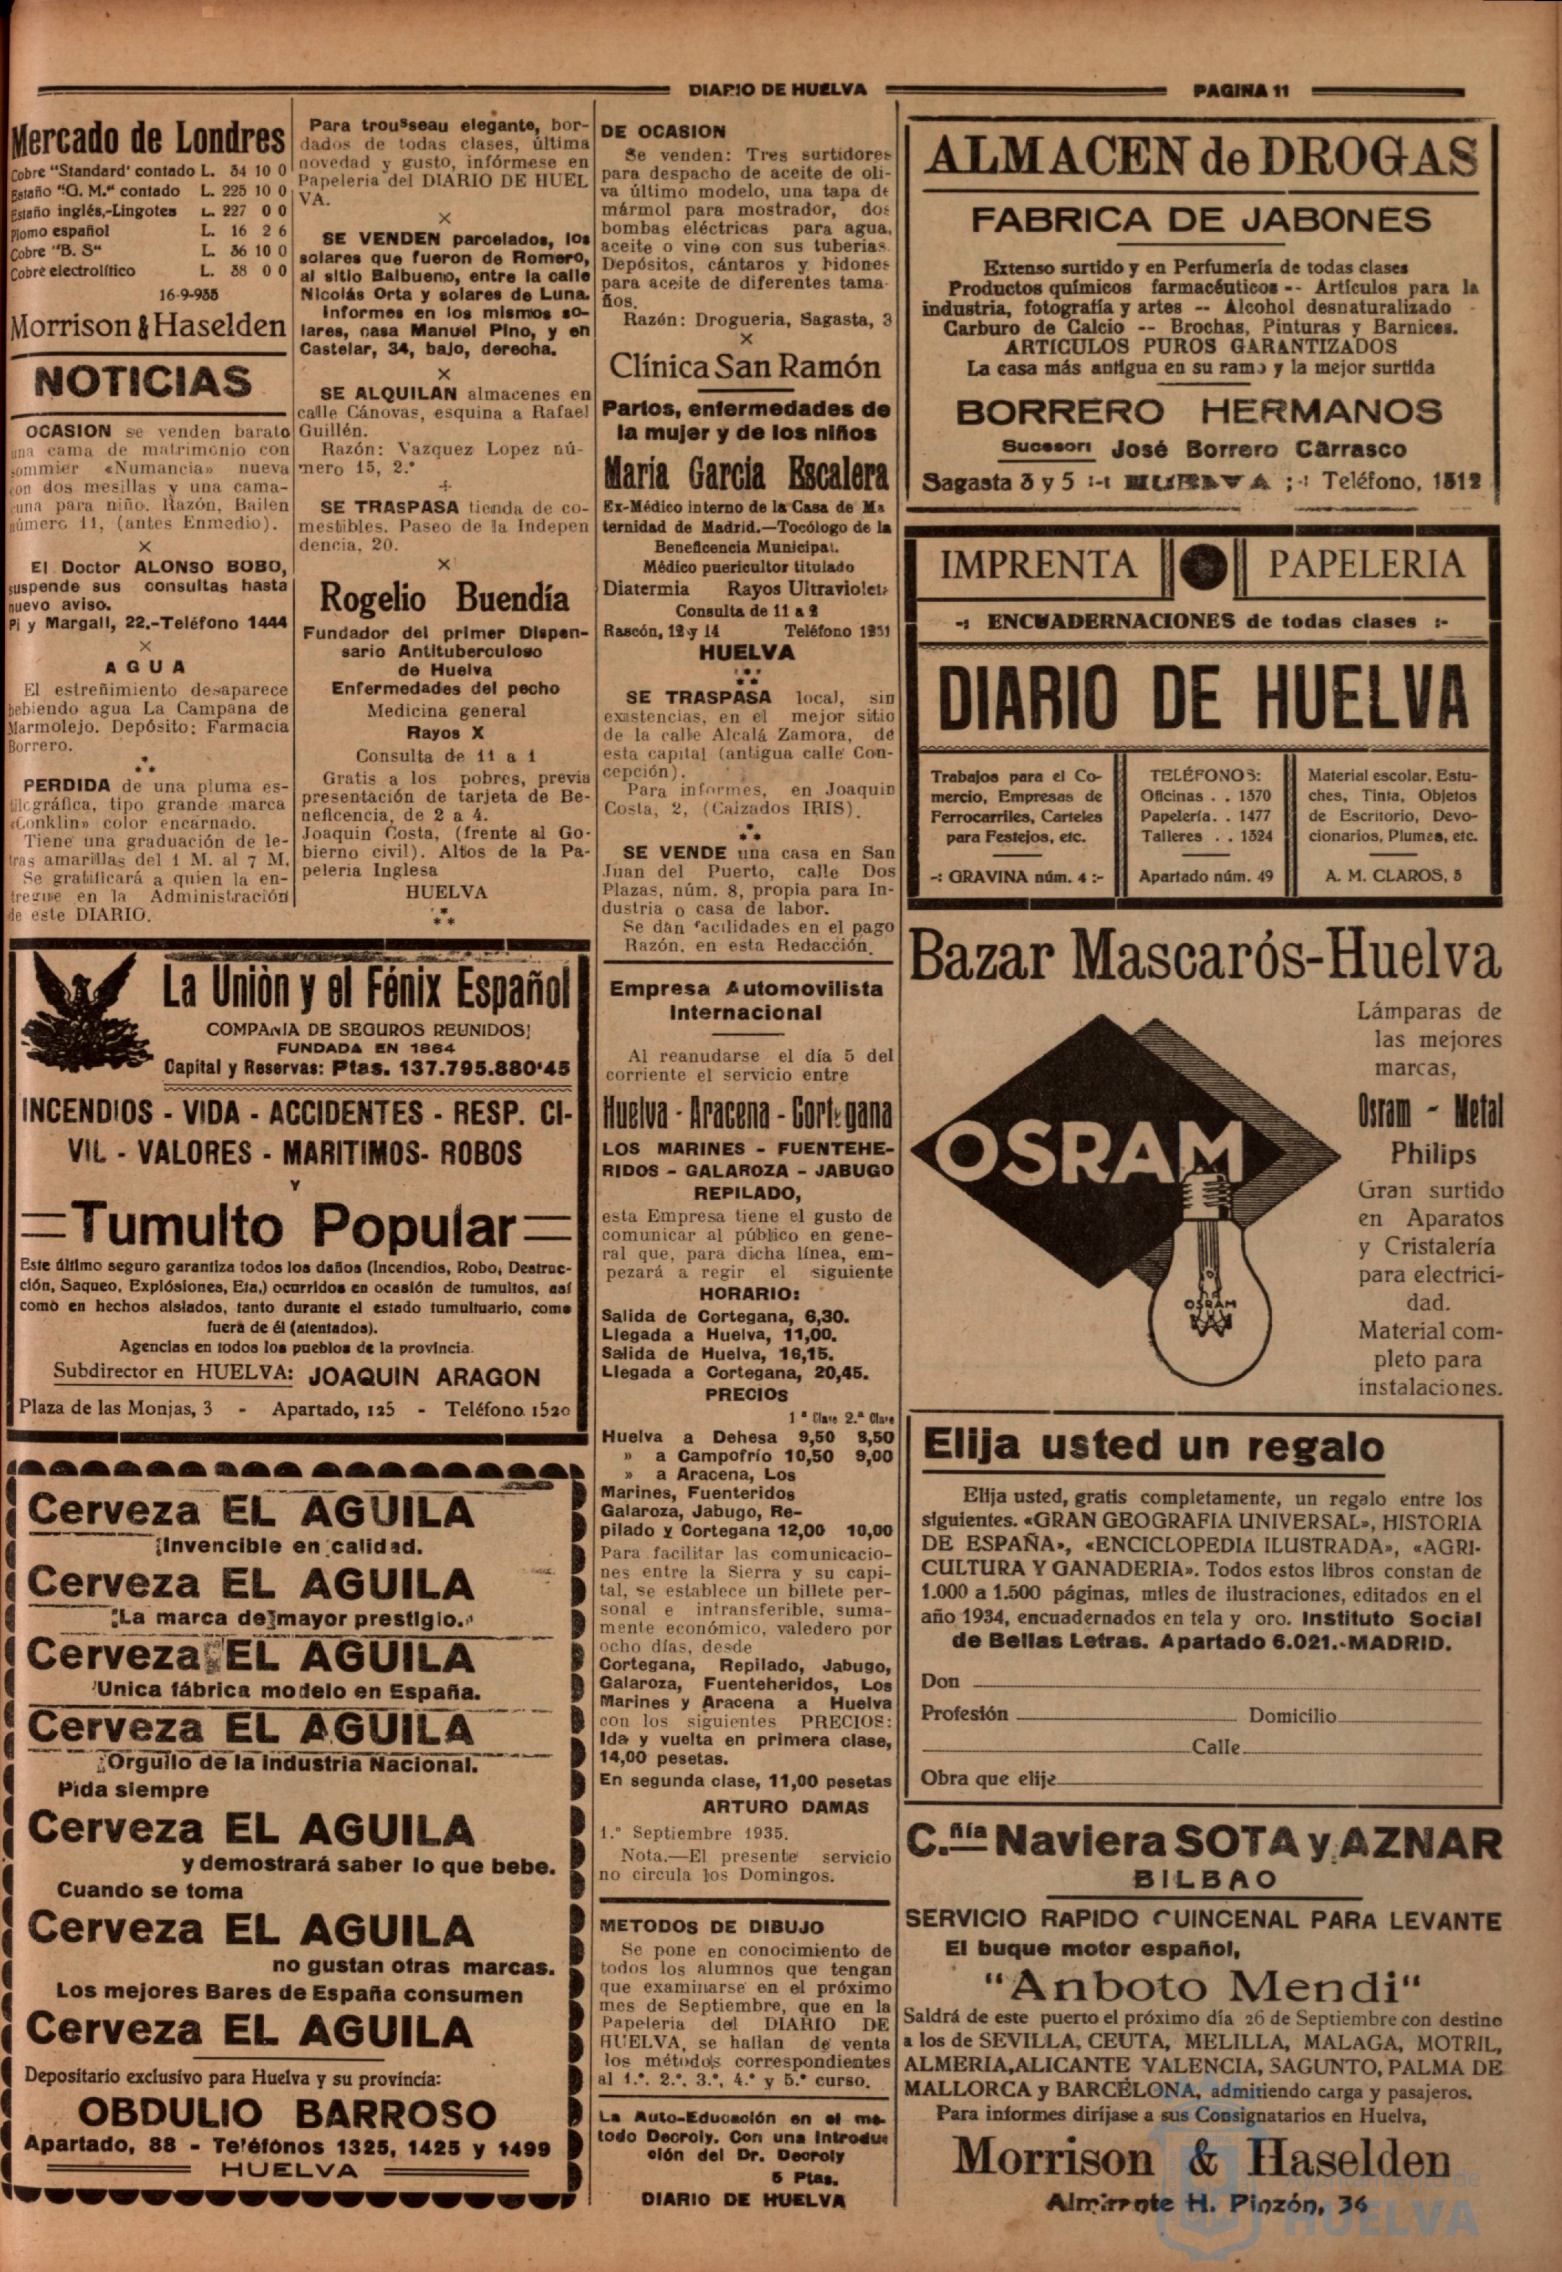 DIARIO DE HUELVA
PAGINA 11
Mercado de Londres
Cobre "Standard' contado L. 34 10 0
Estaño "G. M." contado L. 225 10 0
Estaño inglés,-Lingotes L. 227 0 0
Plomo español L. 16 2 6
Cobre "B. S" L. 36 10 0
Cobre electrolítico L. 38 0 0
16-9-935
Morrison & Haselden
NOTICIAS
OCASION se venden barato
una cama de matrimonio con
sommier «Numancia» nueva
con dos mesillas y una cama-
cuna para niño. Razón, Bailen
número 11, (antes Enmedio).
×
El Doctor ALONSO BOBO,
suspende sus consultas hasta
nuevo aviso.
Pi y Margall, 22.-Teléfono 1444
×
AGUA
El estreñimiento desaparece
bebiendo agua La Campana de
Marmolejo. Depósito: Farmacia
Borrero.
PERDIDA de una pluma es-
tilográfica, tipo grande marca
«Conklin» color encarnado.
Tiene una graduación de le-
tras amarillas del 1 M. al 7 M.
Se gratificará a quien la en-
tregue en la Administración
de este DIARIO.
Para trousseau elegante, bor-
dados de todas clases, última
novedad y gusto, infórmese en
Papeleria del DIARIO DE HUEL
VA.
×
SE VENDEN parcelados, los
solares que fueron de Romero,
al sitio Balbueno, entre la calle
Nicolás Orta y solares de Luna.
Informes en los mismos so-
lares, casa Manuel Pino, y en
Castelar, 34, bajo, derecha.
×
SE ALQUILAN almacenes en
calle Cánovas, esquina a Rafael
Guillén.
Razón: Vazquez Lopez nú-
mero 15, 2.º
SE TRASPASA tienda de co-
mestibles. Paseo de la Indepen
dencia, 20.
×
Rogelio Buendía
Fundador del primer Dispen-
sario Antituberculoso
de Huelva
Enfermedades del pecho
Medicina general
Rayos X
Consulta de 11 a 1
Gratis a los pobres, previa
presentación de tarjeta de Be-
neficencia, de 2 a 4.
Joaquin Costa, (frente al Go-
bierno civil). Altos de la Pa-
peleria Inglesa
HUELVA
La Unión y el Fénix Español
COMPAÑIA DE SEGUROS REUNIDOS
FUNDADA EN 1864
Capital y Reservas: Ptas. 137.795.880'45
INCENDIOS - VIDA - ACCIDENTES - RESP. CI-
VIL - VALORES - MARITIMOS- ROBOS
Y
Tumulto Popular
Este último seguro garantiza todos los daños (Incendios, Robo, Destruc-
ción, Saqueo, Explósiones, Eta,) ocurridos en ocasión de tumultos, así
como en hechos aislados, tanto durante el estado tumultuario, como
fuera de él (atentados).
Agencias en todos los pueblos de la provincia.
Subdirector en HUELVA: JOAQUIN ARAGON
Plaza de las Monjas, 3 - Apartado, 125 - Teléfono 1520
Cerveza EL AGUILA
¡Invencible en calidad.
Cerveza EL AGUILA
¡La marca de mayor prestigio.
Cerveza EL AGUILA
Unica fábrica modelo en España.
Cerveza EL AGUILA
¡Orgullo de la Industria Nacional.
Pida siempre
Cerveza EL AGUILA
y demostrará saber lo que bebe.
Cuando se toma
Cerveza EL AGUILA
no gustan otras marcas.
Los mejores Bares de España consumen
Cerveza EL AGUILA
Depositario exclusivo para Huelva y su provincia:
OBDULIO BARROSO
Apartado, 88 - Teléfonos 1325, 1425 y 1499
HUELVA
DE OCASION
Se venden: Tres surtidores
para despacho de aceite de oli-
va último modelo, una tapa de
mármol para mostrador, dos
bombas eléctricas para agua,
aceite o vine con sus tuberias.
Depósitos, cántaros y bidones
para aceite de diferentes tama-
ños.
Razón: Drogueria, Sagasta, 3
×
Clínica San Ramón
Partos, enfermedades de
la mujer y de los niños
María García Escalera
Ex-Médico interno de la Casa de Ma
ternidad de Madrid.—Tocólogo de la
Beneficencia Municipal.
Médico puericultor titulado
Diatermia Rayos Ultravioleta
Consulta de 11 a 2
Rascón, 12 y 14 Teléfono 1231
HUELVA
SE TRASPASA local, sin
existencias, en el mejor sitio
de la calle Alcalá Zamora, de
esta capital (antigua calle Con-
cepción).
Para informes, en Joaquin
Costa, 2, (Calzados IRIS).
SE VENDE una casa en San
Juan del Puerto, calle Dos
Plazas, núm. 8, propia para In-
dustria o casa de labor.
Se dan facilidades en el pago
Razón, en esta Redacción.
Empresa Automovilista
Internacional
Al reanudarse el día 5 del
corriente el servicio entre
Huelva - Aracena - Cortegana
LOS MARINES - FUENTEHE-
RIDOS - GALAROZA - JABUGO
REPILADO,
esta Empresa tiene el gusto de
comunicar al público en gene-
ral que, para dicha línea, em-
pezará a regir el siguiente
HORARIO:
Salida de Cortegana, 6,30.
Llegada a Huelva, 11,00.
Salida de Huelva, 16,15.
Llegada a Cortegana, 20,45.
PRECIOS
1ª Clase 2.ª Clase
Huelva a Dehesa 9,50 8,50
» a Campofrío 10,50 9,00
» a Aracena, Los
Marines, Fuenteridos
Galaroza, Jabugo, Re-
pilado y Cortegana 12,00 10,00
Para facilitar las comunicacio-
nes entre la Sierra y su capi-
tal, se establece un billete per-
sonal e intransferible, suma-
mente económico, valedero por
ocho días, desde
Cortegana, Repilado, Jabugo,
Galaroza, Fuenteheridos, Los
Marines y Aracena a Huelva
con los siguientes PRECIOS:
Ida y vuelta en primera clase,
14,00 pesetas.
En segunda clase, 11,00 pesetas
ARTURO DAMAS
1.º Septiembre 1935.
Nota.—El presente servicio
no circula los Domingos.
METODOS DE DIBUJO
Se pone en conocimiento de
todos los alumnos que tengan
que examinarse en el próximo
mes de Septiembre, que en la
Papeleria del DIARIO DE
HUELVA, se hallan de venta
los métodos correspondientes
al 1.º. 2.º. 3.º, 4.º y 5.º curso.
La Auto-Educación en el mé-
todo Decroly. Con una introduc
ción del Dr. Decroly
5 Ptas.
DIARIO DE HUELVA
ALMACEN de DROGAS
FABRICA DE JABONES
Extenso surtido y en Perfumería de todas clases
Productos químicos farmacéuticos -- Artículos para la
industria, fotografía y artes -- Alcohol desnaturalizado -
Carburo de Calcio -- Brochas, Pinturas y Barnices.
ARTICULOS PUROS GARANTIZADOS
La casa más antigua en su ramo y la mejor surtida
BORRERO HERMANOS
Sucesor: José Borrero Carrasco
Sagasta 3 y 5 :-: HUELVA ;-: Teléfono, 1312
IMPRENTA PAPELERIA
-: ENCUADERNACIONES de todas clases :-
DIARIO DE HUELVA
Trabajos para el Co-
mercio, Empresas de
Ferrocarriles, Carteles
para Festejos, etc.
-: GRAVINA núm. 4 :-
TELÉFONOS:
Oficinas . . 1370
Papelería. . 1477
Talleres . . 1324
Apartado núm. 49
Material escolar, Estu-
ches, Tinta, Objetos
de Escritorio, Devo-
cionarios, Plumes, etc.
A. M. CLAROS, 5
Bazar Mascarós-Huelva
OSRAM
OSRAM
Lámparas de
las mejores
marcas,
Osram - Metal
Philips
Gran surtido
en Aparatos
y Cristalería
para electrici-
dad.
Material com-
pleto para
instalaciones.
Elija usted un regalo
Elija usted, gratis completamente, un regalo entre los
siguientes. «GRAN GEOGRAFIA UNIVERSAL», HISTORIA
DE ESPAÑA», «ENCICLOPEDIA ILUSTRADA», «AGRI-
CULTURA Y GANADERIA». Todos estos libros constan de
1.000 a 1.500 páginas, miles de ilustraciones, editados en el
año 1934, encuadernados en tela y oro. Instituto Social
de Bellas Letras. Apartado 6.021.-MADRID.
Don
Profesión Domicilio
Calle
Obra que elije
C.ñía Naviera SOTA y AZNAR
BILBAO
SERVICIO RAPIDO QUINCENAL PARA LEVANTE
El buque motor español,
"Anboto Mendi"
Saldrá de este puerto el próximo día 26 de Septiembre con destino
a los de SEVILLA, CEUTA, MELILLA, MALAGA, MOTRIL,
ALMERIA, ALICANTE VALENCIA, SAGUNTO, PALMA DE
MALLORCA y BARCELONA, admitiendo carga y pasajeros.
Para informes diríjase a sus Consignatarios en Huelva,
Morrison & Haselden
Almirante H. Pinzón, 36
HUELVA